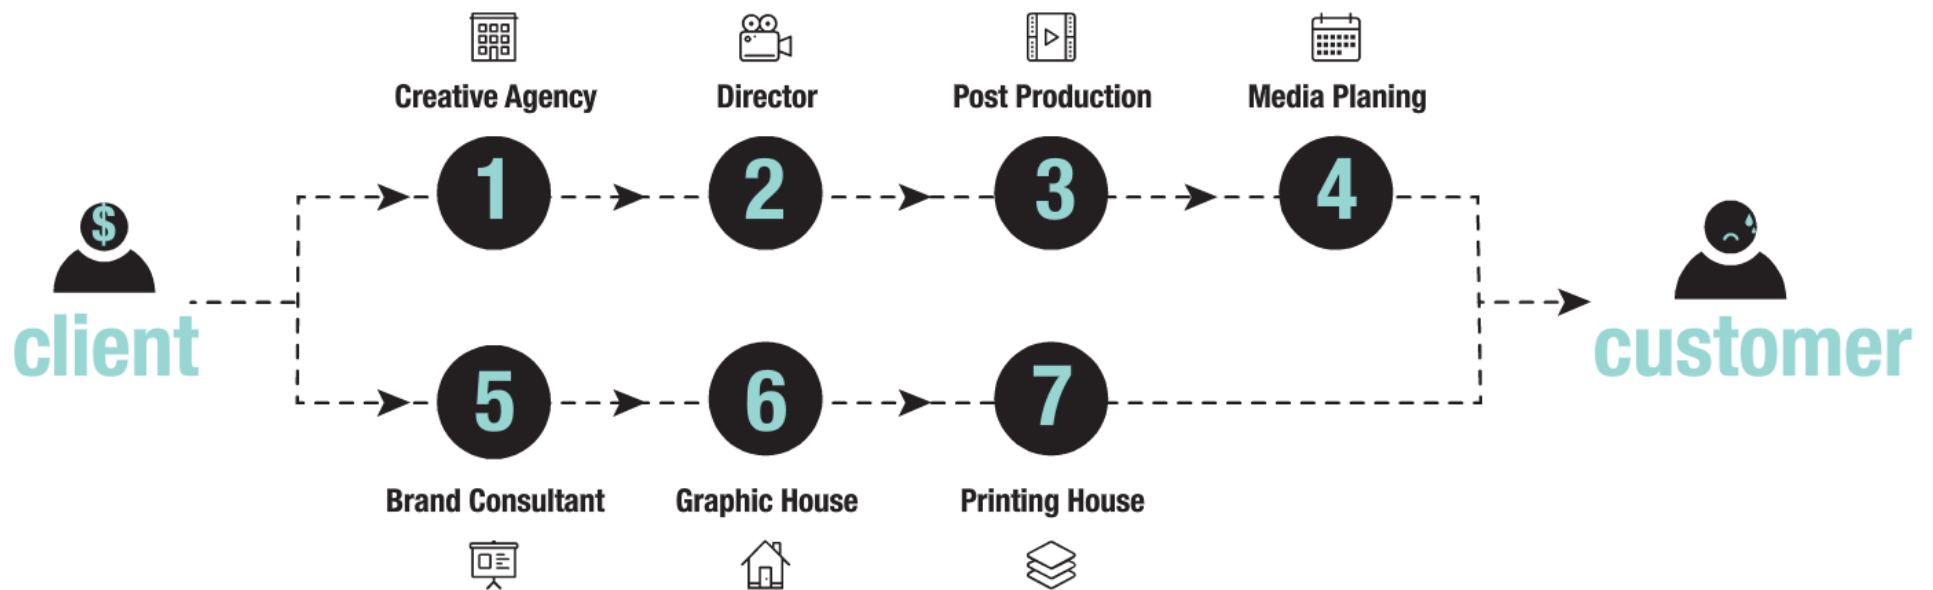 Creative Agency
Director
Post Production
Media Planing
1
2
3
4
$
client
customer
5
6
7
Brand Consultant
Graphic House
Printing House